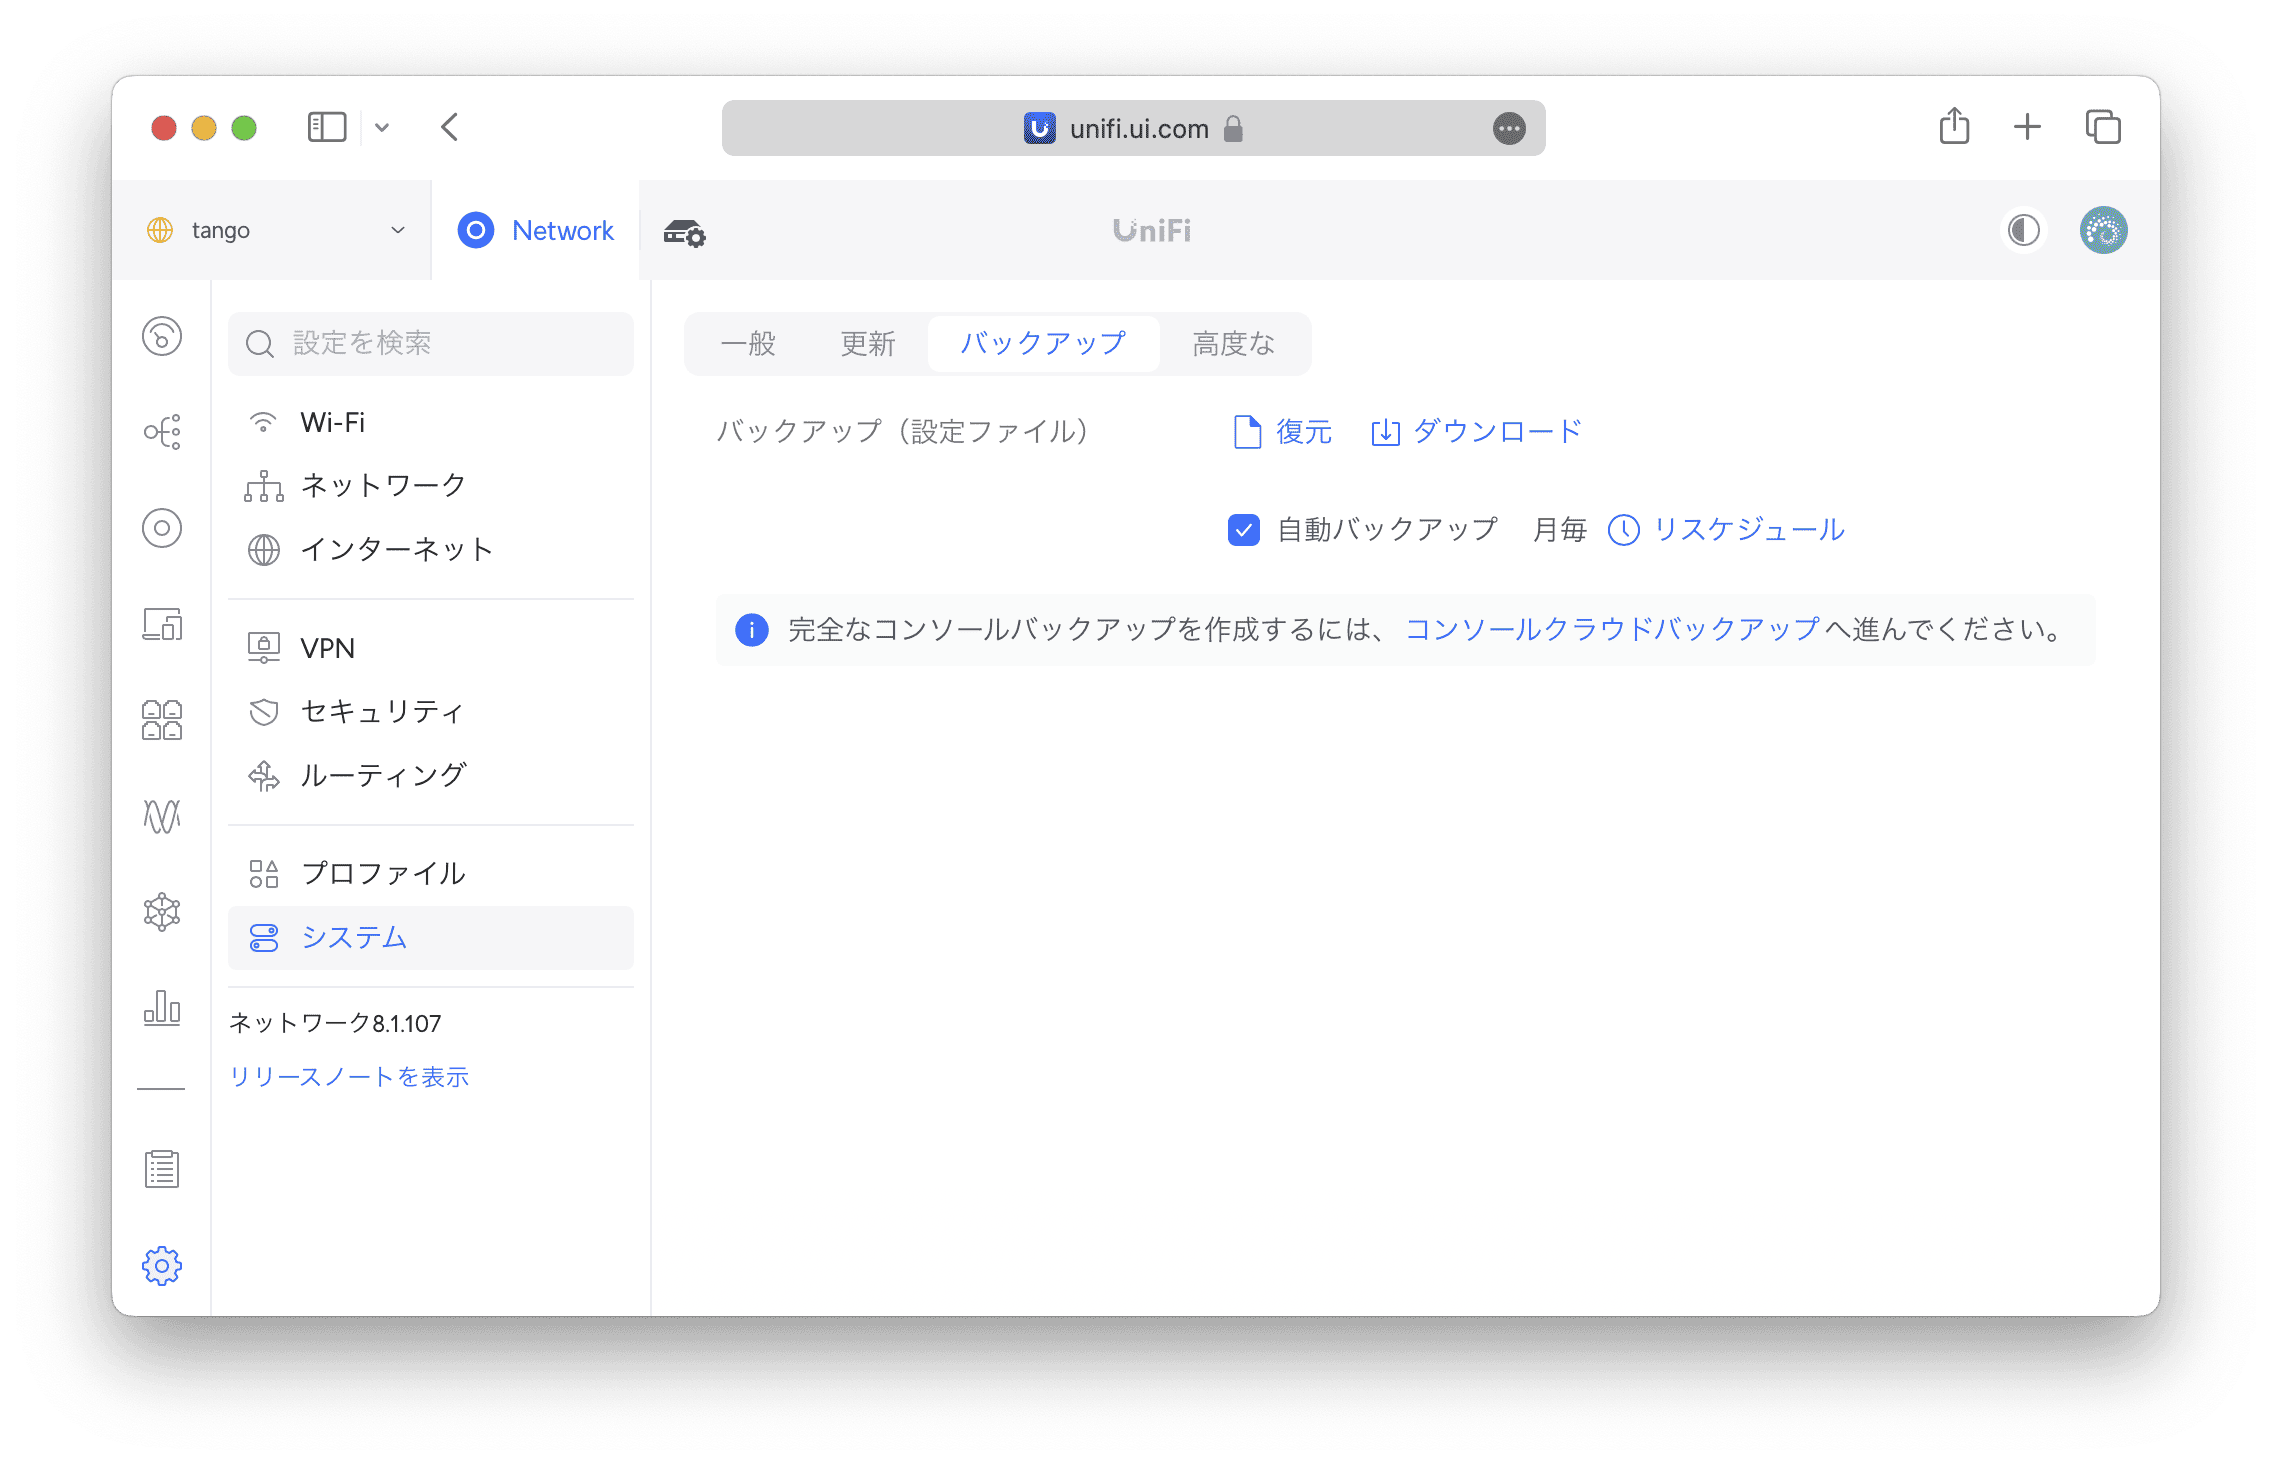 unifi.ui.com
tango
Network
UniFi
設定を検索
Wi-Fi
ネットワーク
インターネット
VPN
セキュリティ
ルーティング
プロファイル
システム
ネットワーク8.1.107
リリースノートを表示
一般 更新 バックアップ 高度な
バックアップ（設定ファイル） 復元 ダウンロード
自動バックアップ 月毎 リスケジュール
完全なコンソールバックアップを作成するには、コンソールクラウドバックアップへ進んでください。